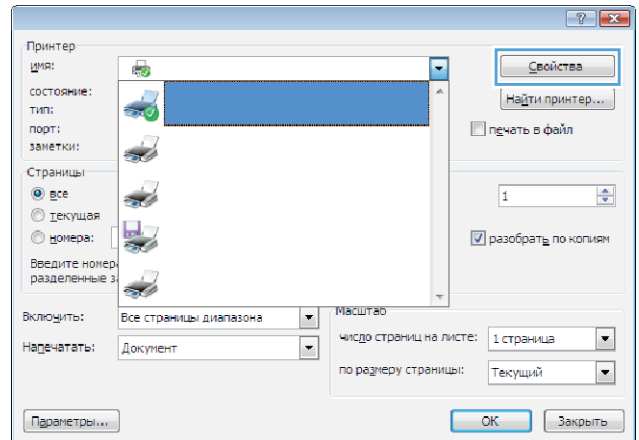 Принтер
имя:
Свойства
состояние:
Найти принтер...
тип:
порт:
печать в файл
заметки:
Страницы
все
1
текущая
номера:
разобрать по копиям
Введите
разделенные
Включить:
Все страницы диапазона
Масштаб
число страниц на листе:
1 страница
Напечатать:
Документ
по размеру страницы:
Текущий
Параметры...
OK
Закрыть